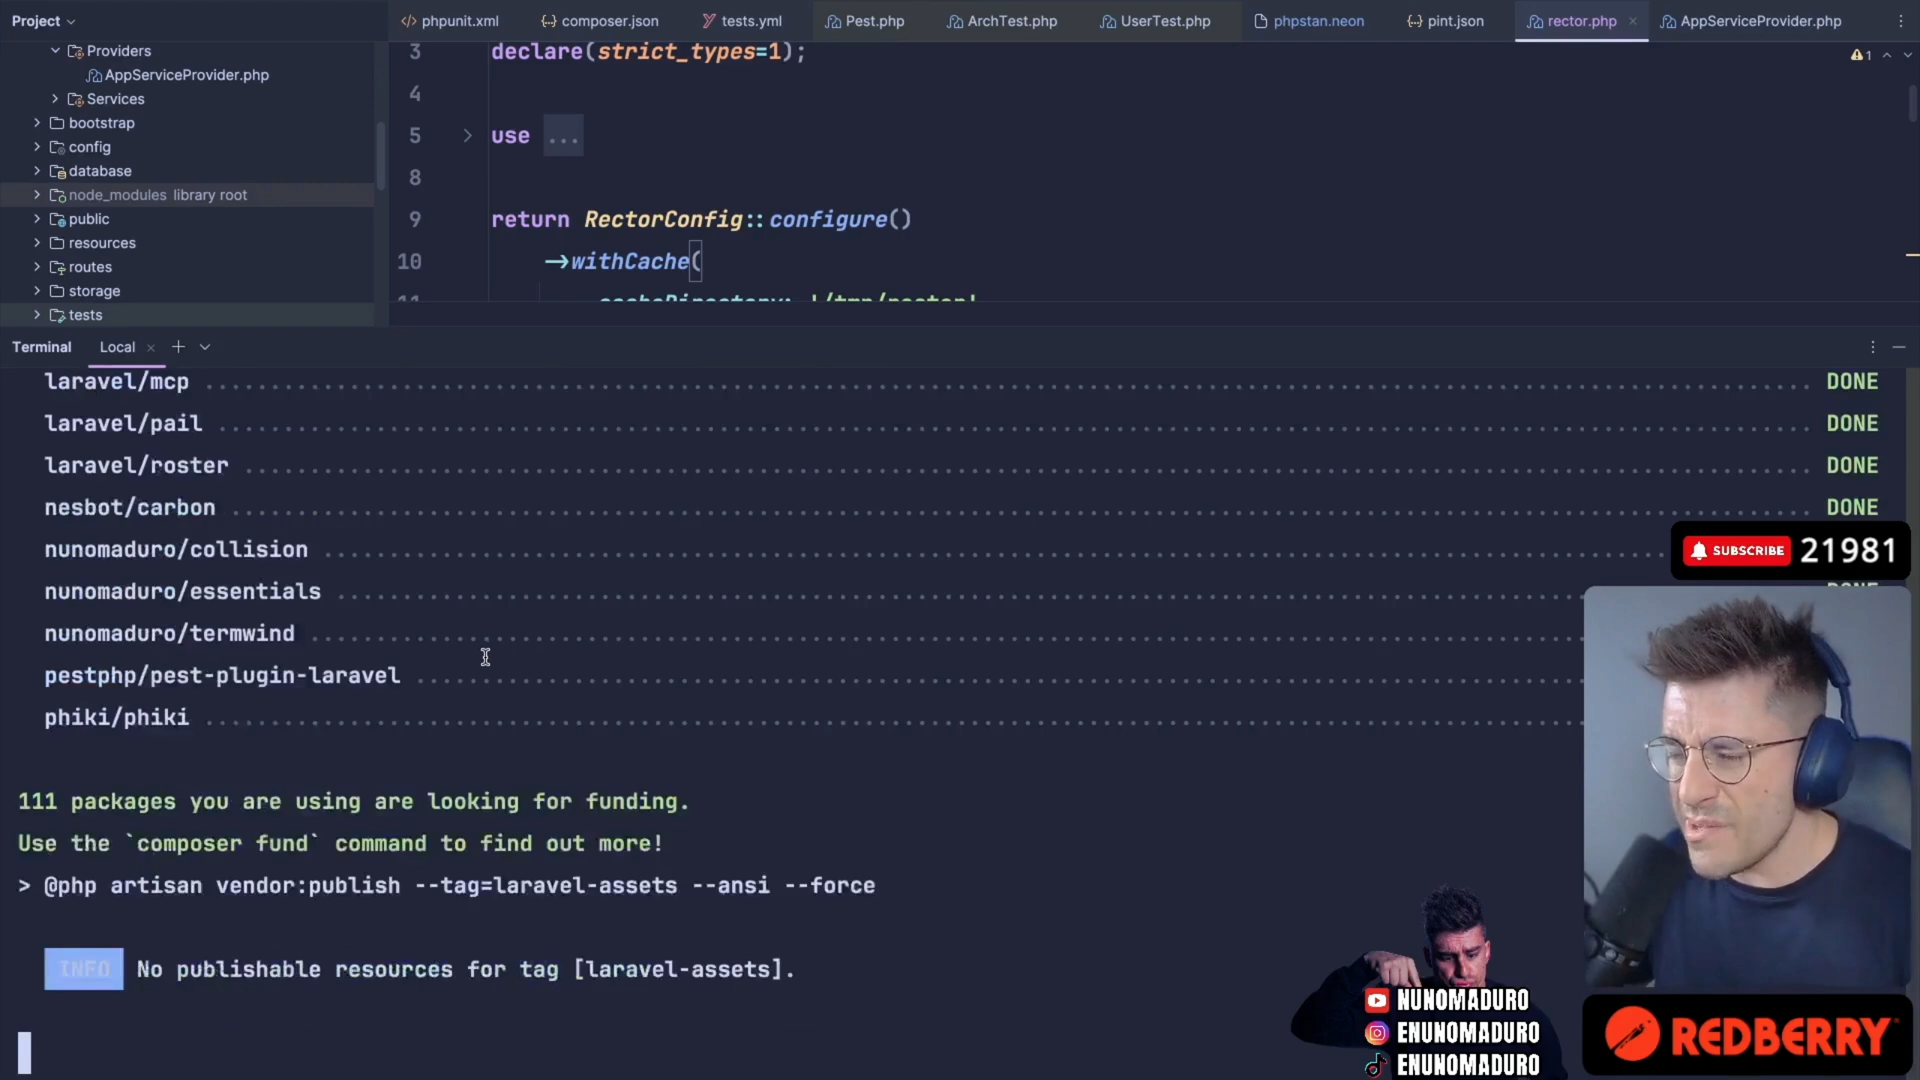 Project
phpunit.xml
composer.json
tests.yml
Pest.php
ArchTest.php
UserTest.php
phpstan.neon
pint.json
rector.php
AppServiceProvider.php
Providers
AppServiceProvider.php
Services
bootstrap
config
database
node_modules library root
public
resources
routes
storage
tests
3 declare(strict_types=1);
4
5 use ...
8
9 return RectorConfig::configure()
10 ->withCache(
11 cacheDirectory: '/tmp/rector'
1
Terminal Local
laravel/mcp DONE
laravel/pail DONE
laravel/roster DONE
nesbot/carbon DONE
nunomaduro/collision
nunomaduro/essentials DONE
nunomaduro/termwind
pestphp/pest-plugin-laravel
phiki/phiki
111 packages you are using are looking for funding.
Use the `composer fund` command to find out more!
> @php artisan vendor:publish --tag=laravel-assets --ansi --force
INFO No publishable resources for tag [laravel-assets].
SUBSCRIBE 21981
NUNOMADURO
ENUNOMADURO
ENUNOMADURO
REDBERRY